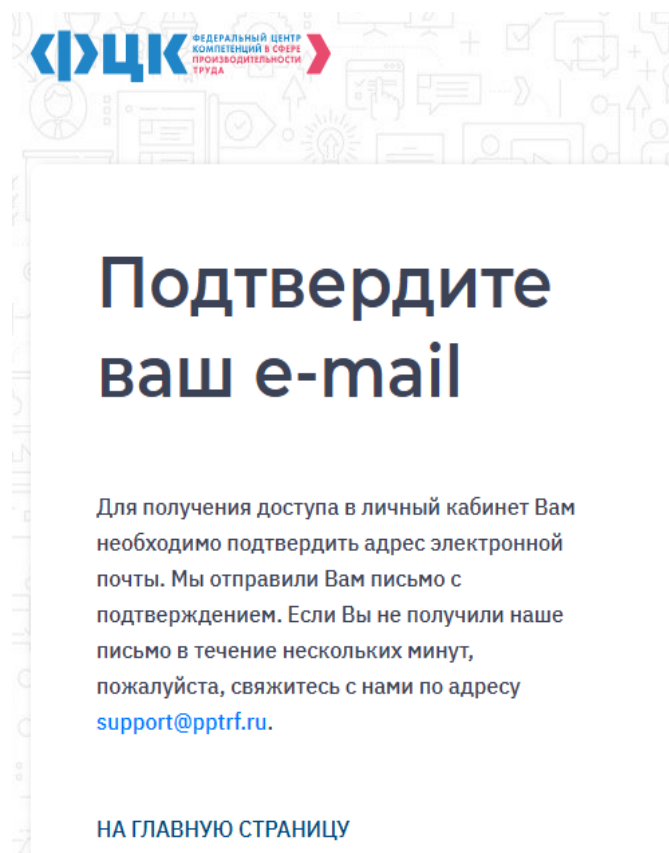 ФЦК
ФЕДЕРАЛЬНЫЙ ЦЕНТР
КОМПЕТЕНЦИЙ В СФЕРЕ
ПРОИЗВОДИТЕЛЬНОСТИ
ТРУДА
Подтвердите
ваш e-mail
Для получения доступа в личный кабинет Вам
необходимо подтвердить адрес электронной
почты. Мы отправили Вам письмо с
подтверждением. Если Вы не получили наше
письмо в течение нескольких минут,
пожалуйста, свяжитесь с нами по адресу
support@pptrf.ru.
НА ГЛАВНУЮ СТРАНИЦУ